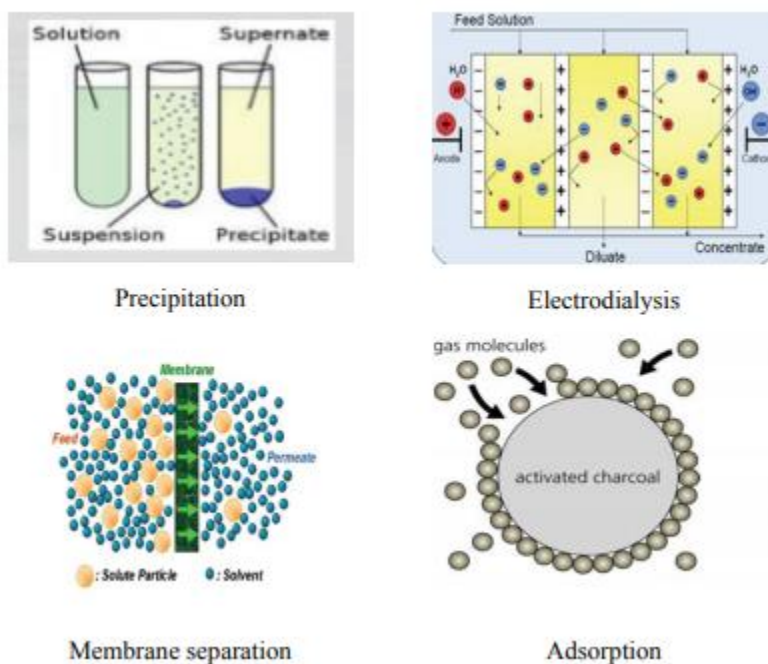 Solution
Supernate
Suspension
Precipitate
Precipitation
Feed Solution
H₂O
H₂O
- + - +
H
OH
Anode
Diluate
Concentrate
Electrodialysis
Membrane
Feed
Permeate
: Solute Particle
: Solvent
Membrane separation
gas molecules
activated charcoal
Adsorption